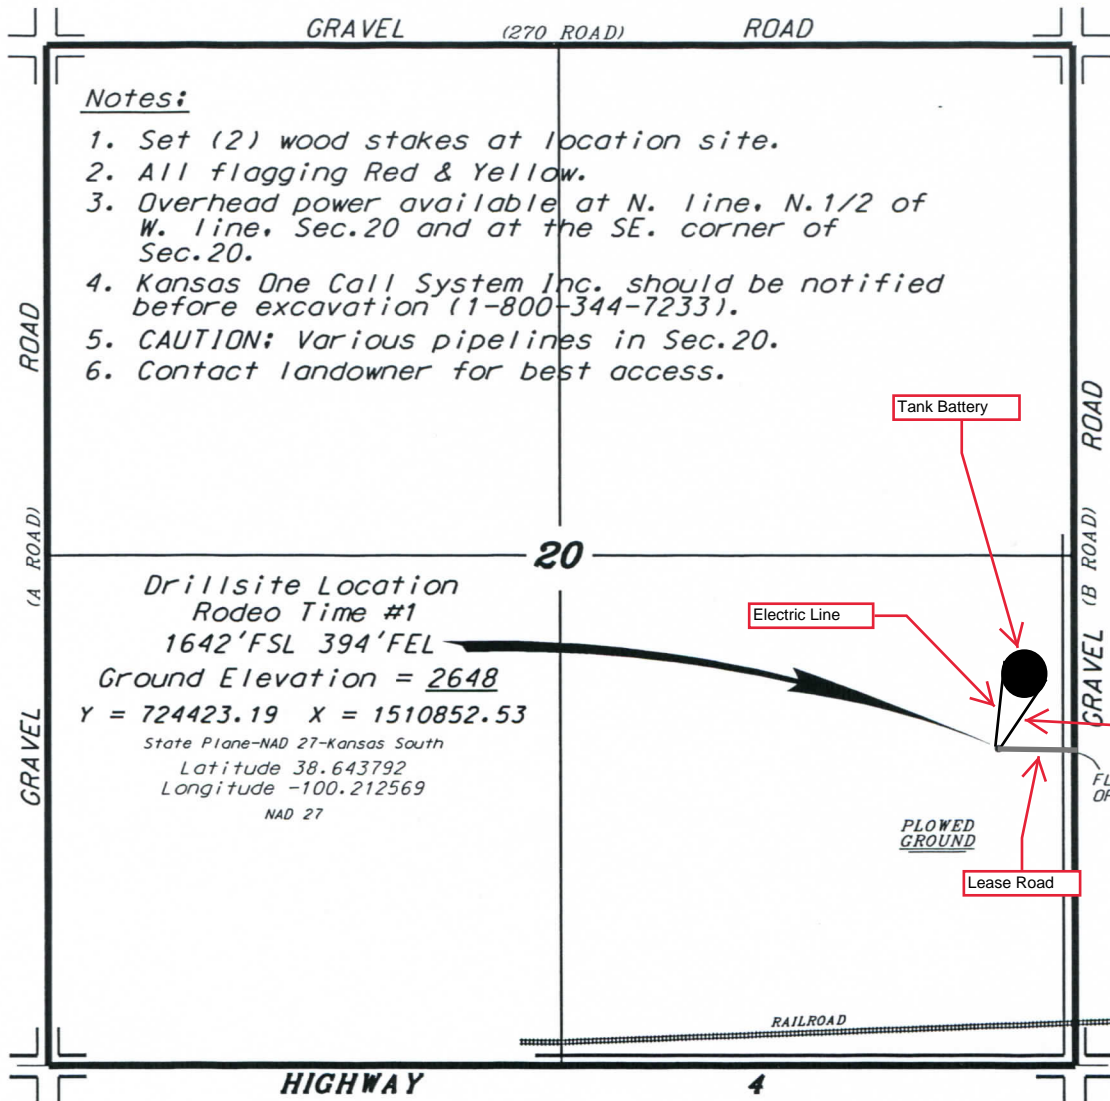 GRAVEL (270 ROAD) ROAD
Notes:
1. Set (2) wood stakes at location site.
2. All flagging Red & Yellow.
3. Overhead power available at N. line, N.1/2 of
W. line, Sec.20 and at the SE. corner of
Sec.20.
4. Kansas One Call System Inc. should be notified
before excavation (1-800-344-7233).
5. CAUTION: Various pipelines in Sec.20.
6. Contact landowner for best access.
GRAVEL (A ROAD) ROAD
Tank Battery
GRAVEL (B ROAD) ROAD
20
Drillsite Location
Rodeo Time #1
1642'FSL 394'FEL
Ground Elevation = 2648
Y = 724423.19 X = 1510852.53
State Plane-NAD 27-Kansas South
Latitude 38.643792
Longitude -100.212569
NAD 27
Electric Line
PLOWED
GROUND
Lease Road
RAILROAD
HIGHWAY 4